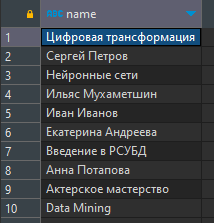 ABC name
1 Цифровая трансформация
2 Сергей Петров
3 Нейронные сети
4 Ильяс Мухаметшин
5 Иван Иванов
6 Екатерина Андреева
7 Введение в РСУБД
8 Анна Потапова
9 Актерское мастерство
10 Data Mining